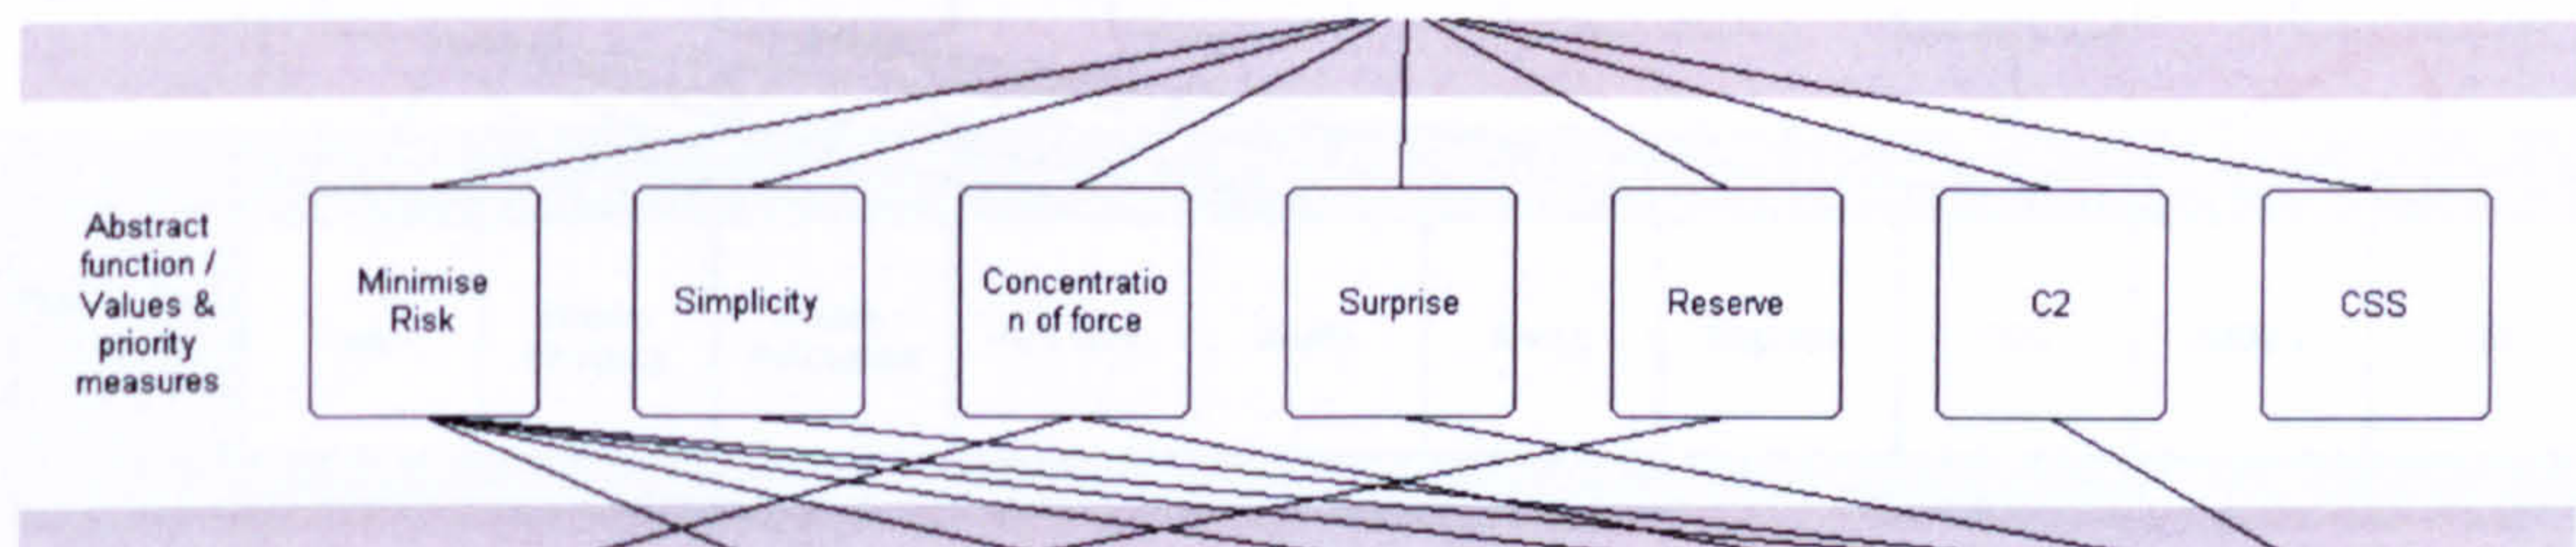 Abstract
function /
Values &
priority
measures
Minimise
Risk
Simplicity
Concentratio
n of force
Surprise
Reserve
C2
CSS